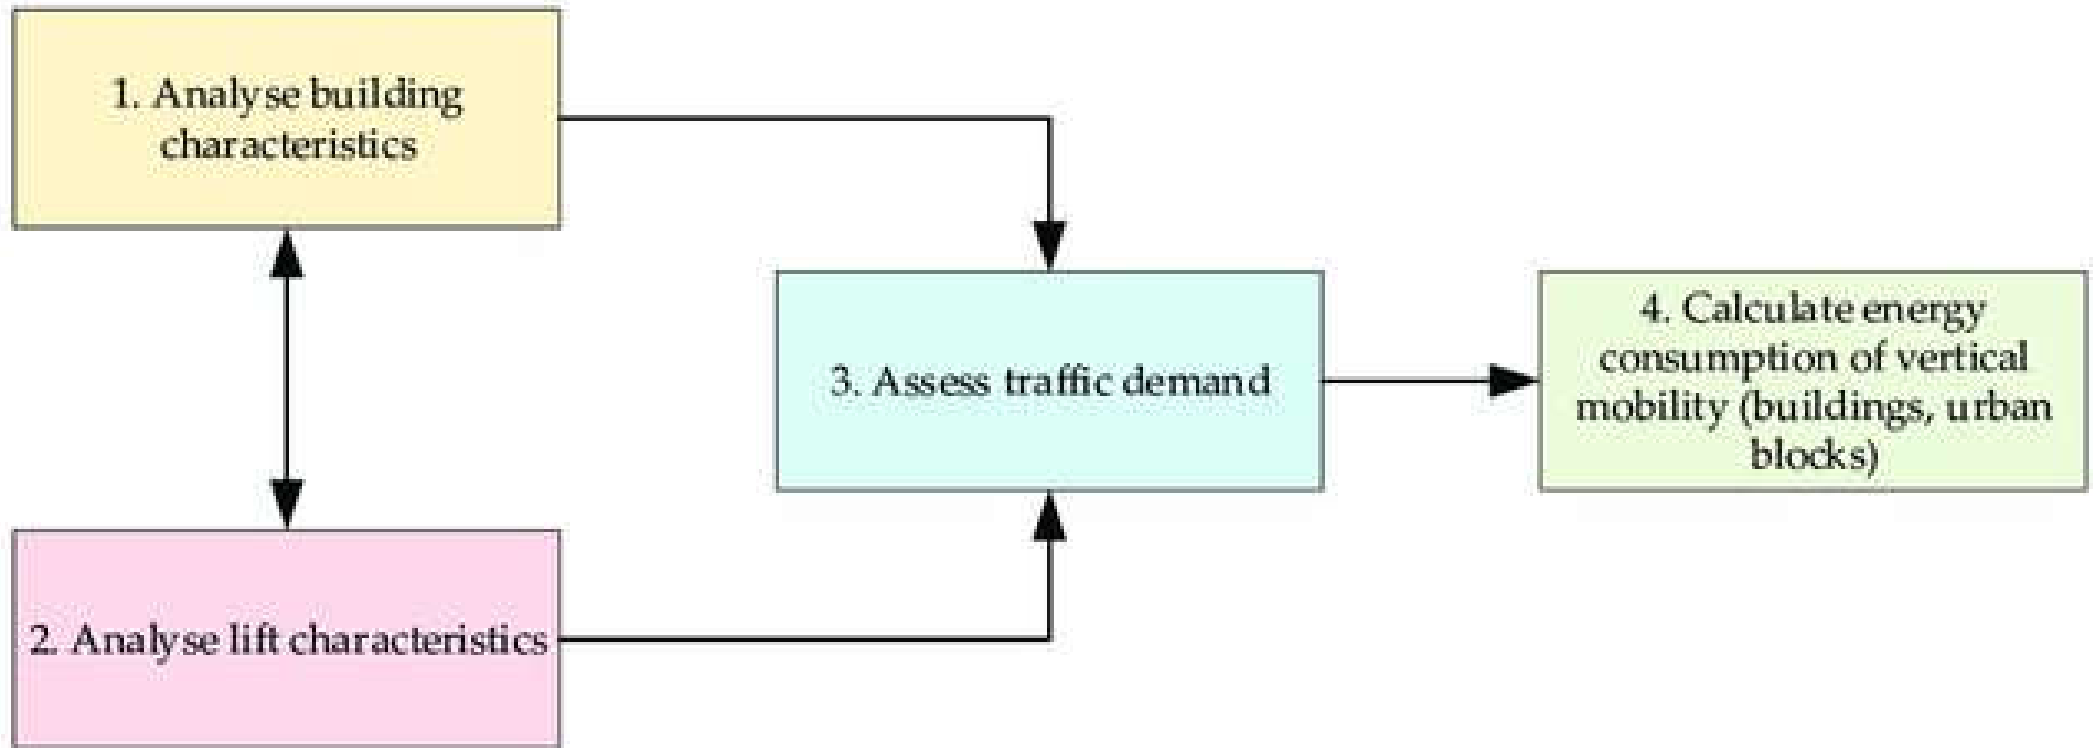 1. Analyse building
characteristics
2. Analyse lift characteristics
3. Assess traffic demand
4. Calculate energy
consumption of vertical
mobility (buildings, urban
blocks)